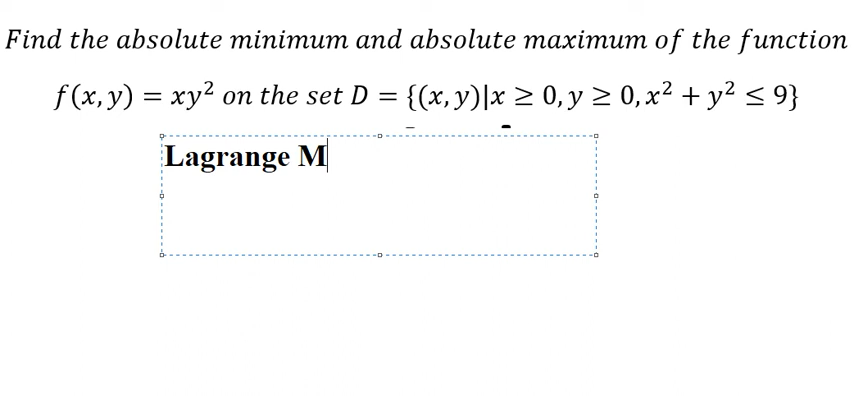 Find the absolute minimum and absolute maximum of the function
f(x, y) = xy² on the set D = {(x, y)|x ≥ 0, y ≥ 0, x² + y² ≤ 9}
Lagrange M